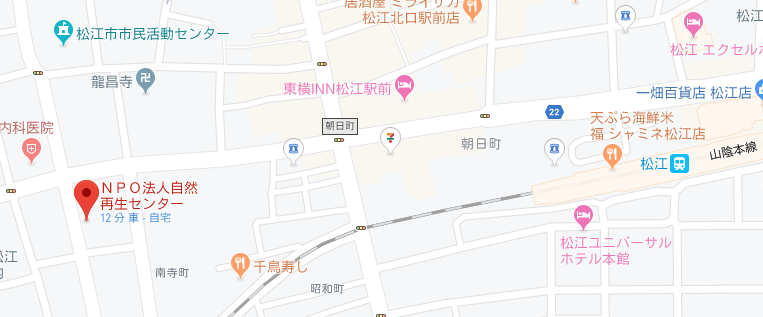 居酒屋 ミライザカ
松江北口駅前店
松江市市民活動センター
松江 エクセルホ
龍昌寺
東横INN松江駅前
一畑百貨店 松江店
22
天ぷら海鮮米
福 シャミネ松江店
朝日町
内科医院
朝日町
松江
山陰本線
NPO法人自然
再生センター
12 分 車 - 自宅
松江ユニバーサル
ホテル本館
千鳥寿し
松江
南寺町
昭和町